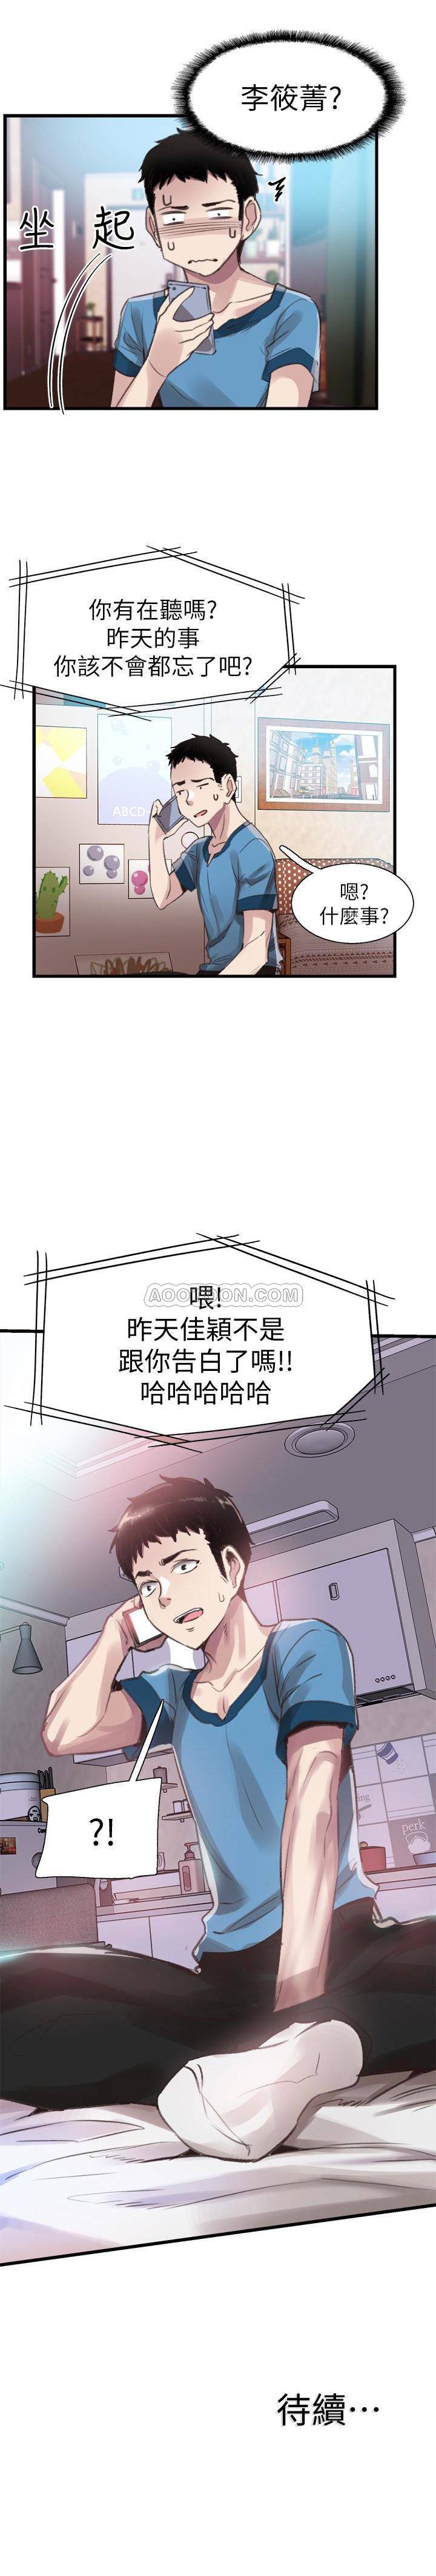 李筱菁?
坐起
你有在聽嗎?
昨天的事
你該不會都忘了吧?
ABCD
嗯?
什麼事?
喂!
昨天佳穎不是
跟你告白了嗎!!
哈哈哈哈哈
?!
perk
待續…